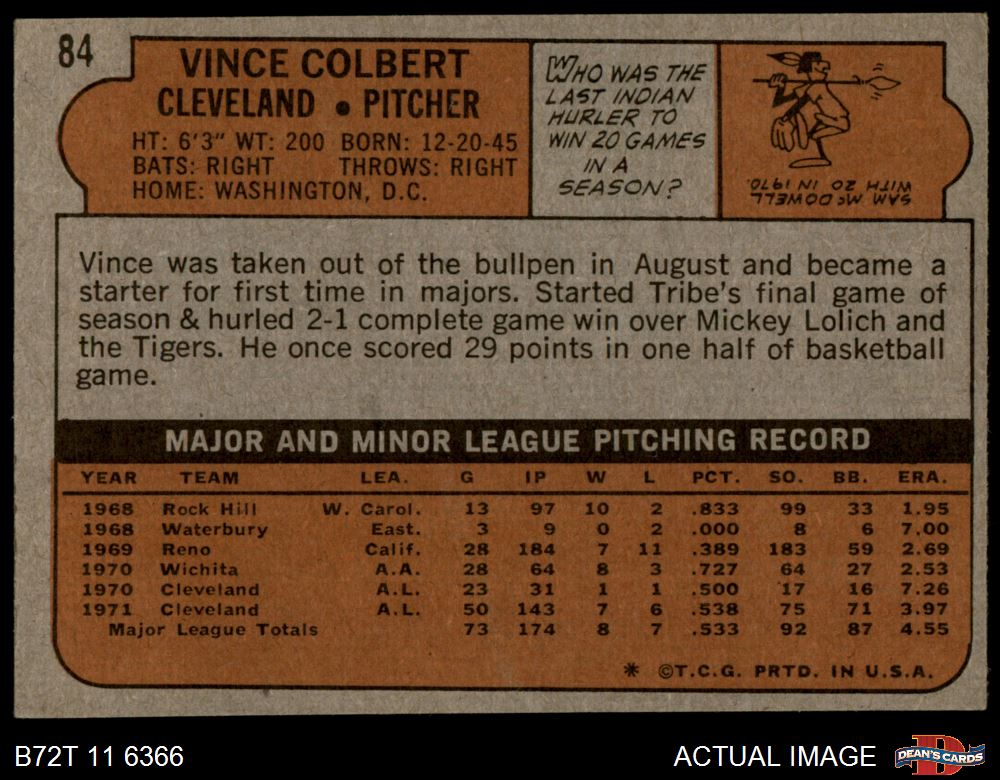 84
VINCE COLBERT
CLEVELAND • PITCHER
HT: 6'3" WT: 200 BORN: 12-20-45
BATS: RIGHT THROWS: RIGHT
HOME: WASHINGTON, D.C.
WHO WAS THE
LAST INDIAN
HURLER TO
WIN 20 GAMES
IN A
SEASON?
SAM McDOWELL
WITH 20 IN 1970.
Vince was taken out of the bullpen in August and became a
starter for first time in majors. Started Tribe's final game of
season & hurled 2-1 complete game win over Mickey Lolich and
the Tigers. He once scored 29 points in one half of basketball
game.
MAJOR AND MINOR LEAGUE PITCHING RECORD
YEAR TEAM LEA. G IP W L PCT. SO. BB. ERA.
1968 Rock Hill W. Carol. 13 97 10 2 .833 99 33 1.95
1968 Waterbury East. 3 9 0 2 .000 8 6 7.00
1969 Reno Calif. 28 184 7 11 .389 183 59 2.69
1970 Wichita A.A. 28 64 8 3 .727 64 27 2.53
1970 Cleveland A.L. 23 31 1 1 .500 17 16 7.26
1971 Cleveland A.L. 50 143 7 6 .538 75 71 3.97
Major League Totals 73 174 8 7 .533 92 87 4.55
* ©T.C.G. PRTD. IN U.S.A.
B72T 11 6366
ACTUAL IMAGE
DEAN'S CARDS